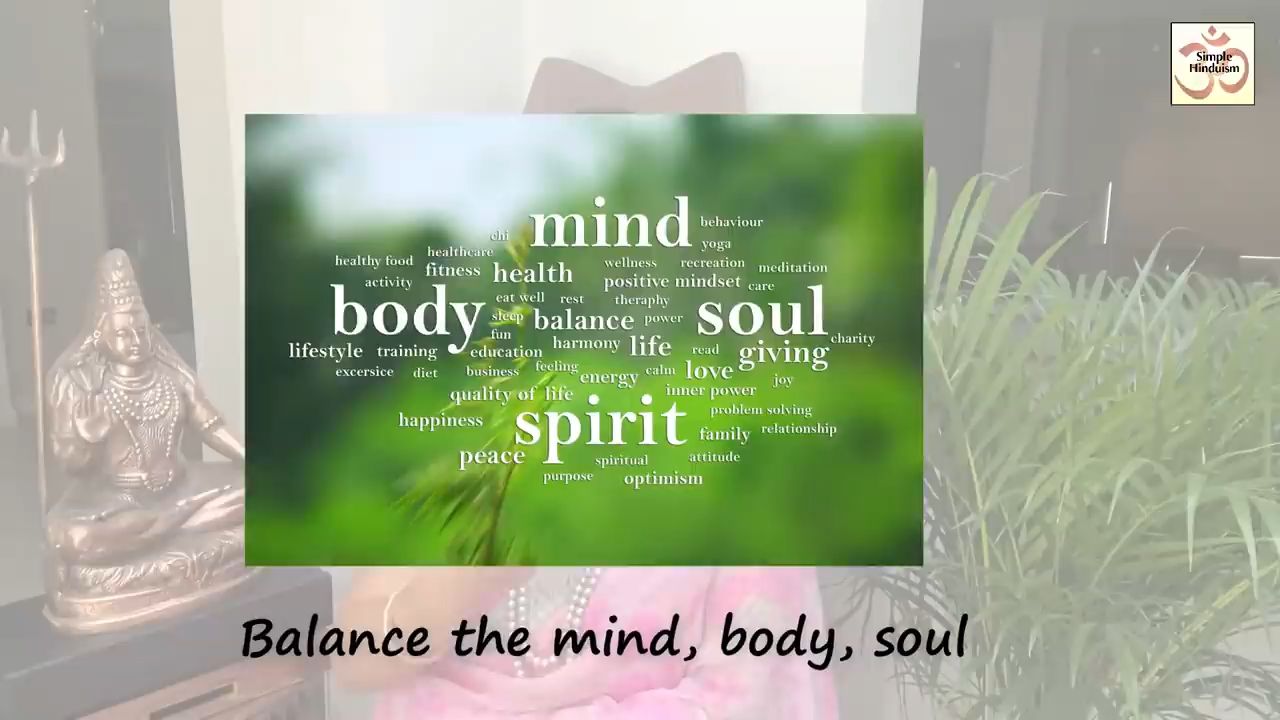 Simple
Hinduism
mind
behaviour
chi
yoga
healthy food
healthcare
wellness
recreation
activity
fitness
health
positive mindset
meditation
care
body
eat well
rest
theraphy
soul
sleep
balance
power
fun
harmony
life
charity
lifestyle
training
education
read
giving
excersice
diet
business
feeling
energy
calm
love
joy
quality of life
inner power
happiness
spirit
problem solving
family
relationship
peace
spiritual
attitude
purpose
optimism
Balance the mind, body, soul